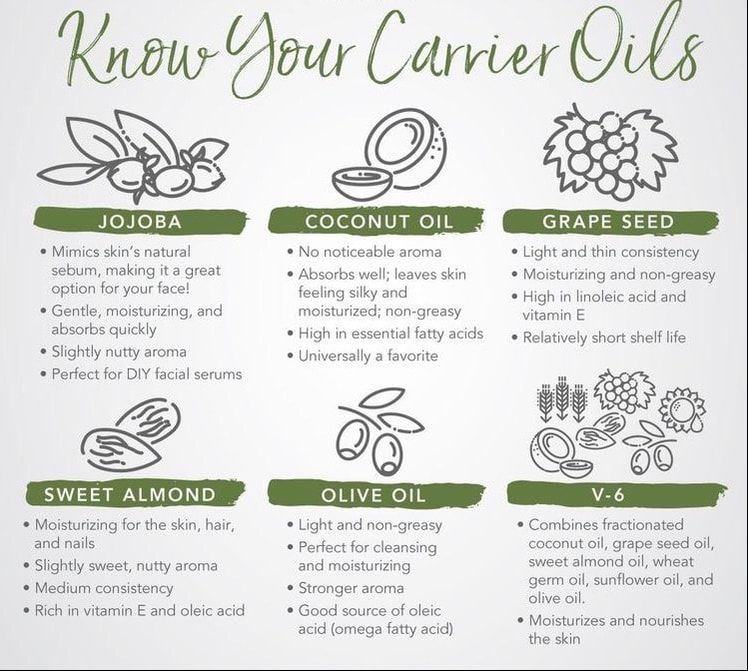 Know Your Carrier Oils
JOJOBA
• Mimics skin's natural
sebum, making it a great
option for your face!
• Gentle, moisturizing, and
absorbs quickly
• Slightly nutty aroma
• Perfect for DIY facial serums
COCONUT OIL
• No noticeable aroma
• Absorbs well; leaves skin
feeling silky and
moisturized; non-greasy
• High in essential fatty acids
• Universally a favorite
GRAPE SEED
• Light and thin consistency
• Moisturizing and non-greasy
• High in linoleic acid and
vitamin E
• Relatively short shelf life
SWEET ALMOND
• Moisturizing for the skin, hair,
and nails
• Slightly sweet, nutty aroma
• Medium consistency
• Rich in vitamin E and oleic acid
OLIVE OIL
• Light and non-greasy
• Perfect for cleansing
and moisturizing
• Stronger aroma
• Good source of oleic
acid (omega fatty acid)
V-6
• Combines fractionated
coconut oil, grape seed oil,
sweet almond oil, wheat
germ oil, sunflower oil, and
olive oil.
• Moisturizes and nourishes
the skin